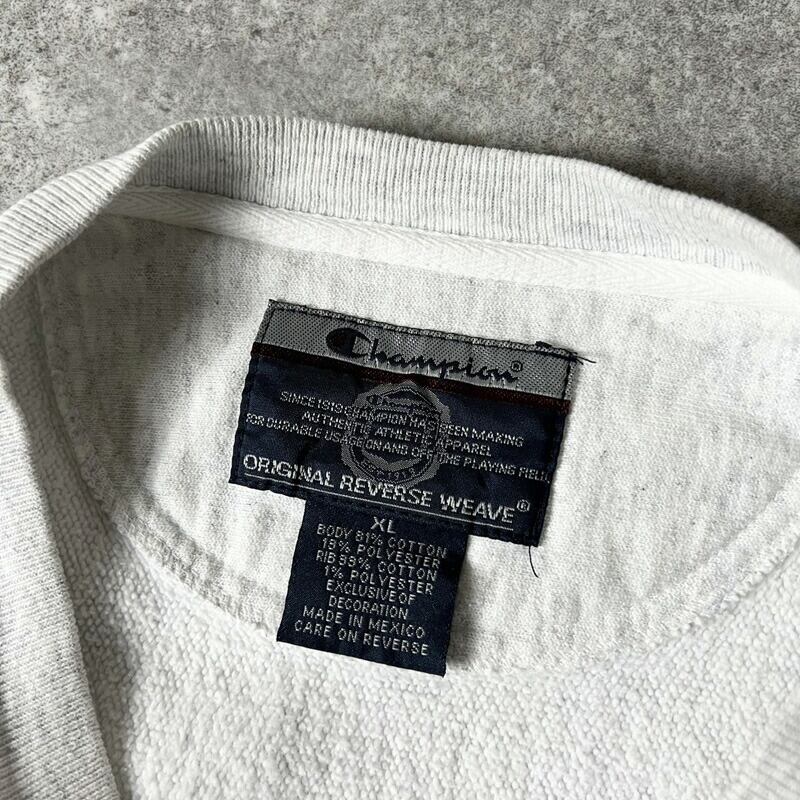 Champion®
SINCE 1919 CHAMPION HAS BEEN MAKING
AUTHENTIC ATHLETIC APPAREL
FOR DURABLE USAGE ON AND OFF THE PLAYING FIELD
ORIGINAL REVERSE WEAVE®
XL
BODY 81% COTTON
19% POLYESTER
RIB 99% COTTON
1% POLYESTER
EXCLUSIVE OF
DECORATION
MADE IN MEXICO
CARE ON REVERSE